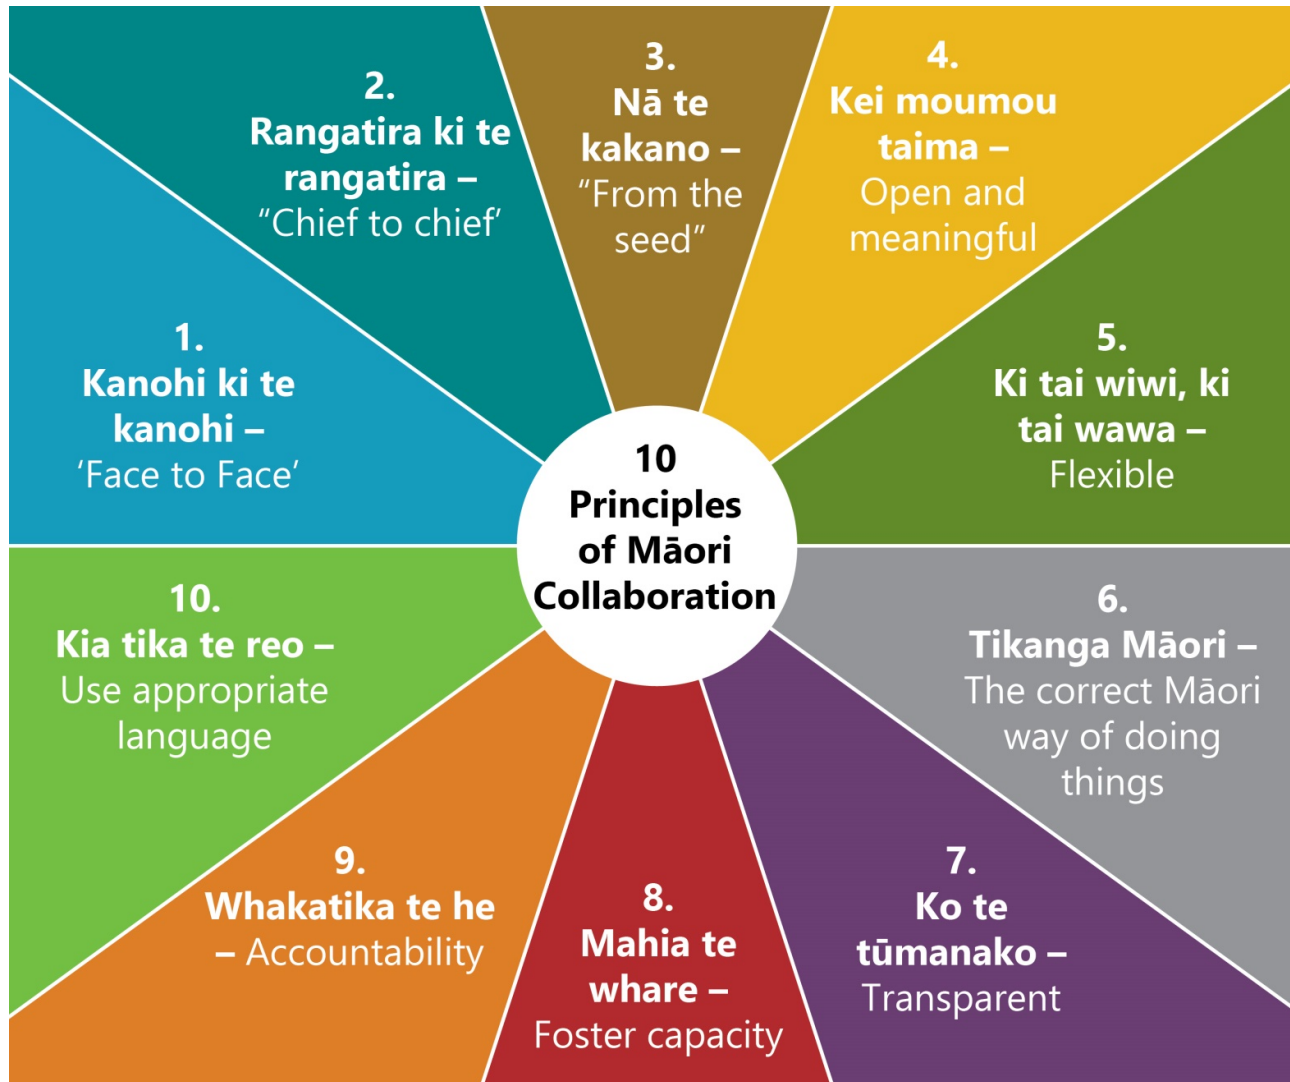 10
Principles
of Māori
Collaboration
1.
Kanohi ki te
kanohi –
‘Face to Face’
2.
Rangatira ki te
rangatira –
“Chief to chief’
3.
Nā te
kakano –
“From the
seed”
4.
Kei moumou
taima –
Open and
meaningful
5.
Ki tai wiwi, ki
tai wawa –
Flexible
6.
Tikanga Māori –
The correct Māori
way of doing
things
7.
Ko te
tūmanako –
Transparent
8.
Mahia te
whare –
Foster capacity
9.
Whakatika te he
– Accountability
10.
Kia tika te reo –
Use appropriate
language